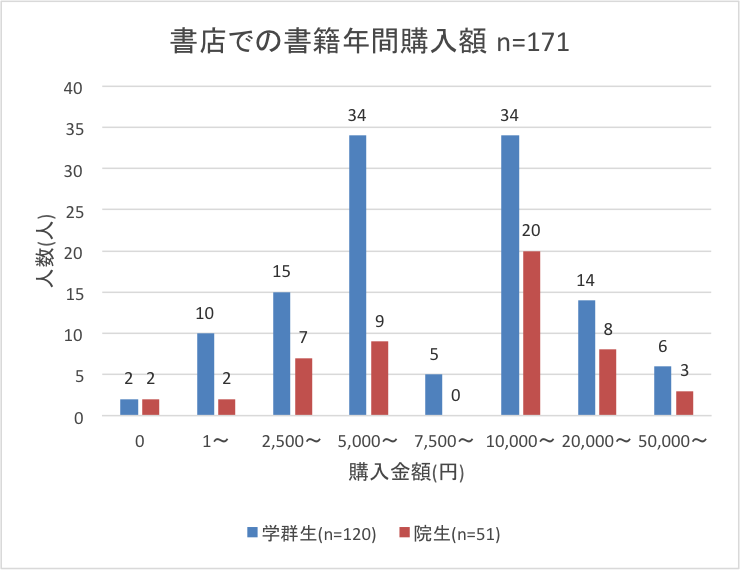 書店での書籍年間購入額 n=171
40
35
30
25
20
15
10
5
0
人数(人)
2 2 10 2 15 7 34 9 5 0 34 20 14 8 6 3
0 1～ 2,500～ 5,000～ 7,500～ 10,000～ 20,000～ 50,000～
購入金額(円)
学群生(n=120) 院生(n=51)